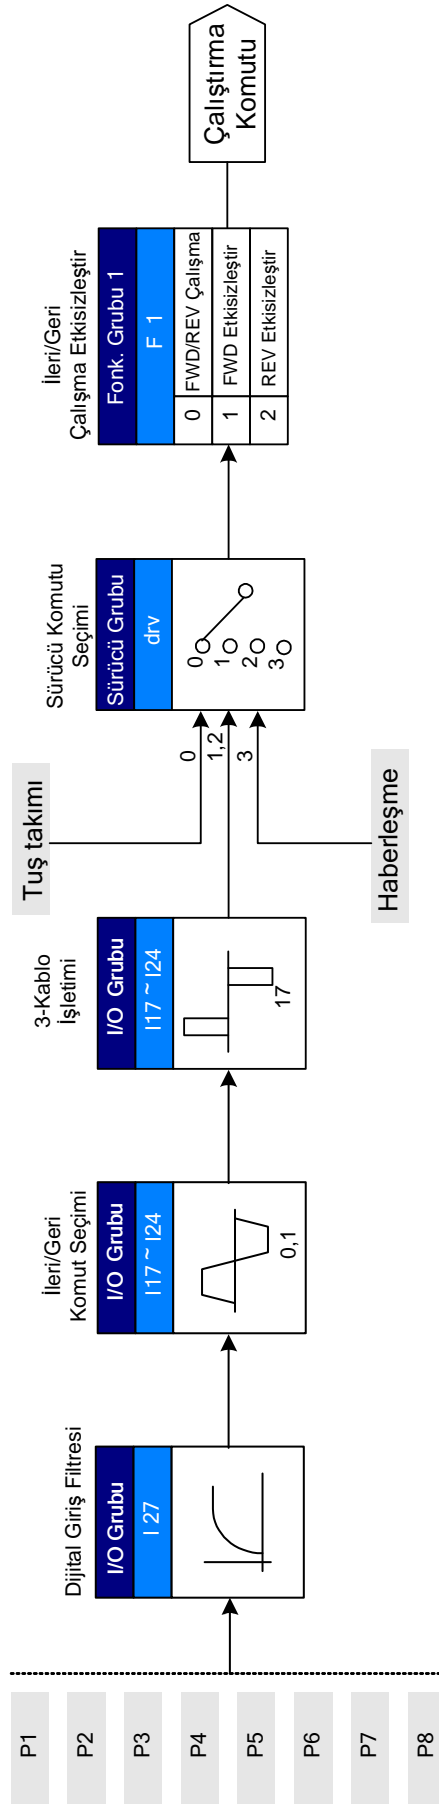 P1
P2
P3
P4
P5
P6
P7
P8
Dijital Giriş Filtresi
I/O Grubu
I 27
İleri/Geri
Komut Seçimi
I/O Grubu
I17 ~ I24
0,1
3-Kablo
İşletimi
I/O Grubu
I17 ~ I24
17
Tuş takımı
0
1,2
3
Haberleşme
Sürücü Komutu
Seçimi
Sürücü Grubu
drv
0
1
2
3
İleri/Geri
Çalışma Etkisizleştir
Fonk. Grubu 1
F 1
0 FWD/REV Çalışma
1 FWD Etkisizleştir
2 REV Etkisizleştir
Çalıştırma
Komutu